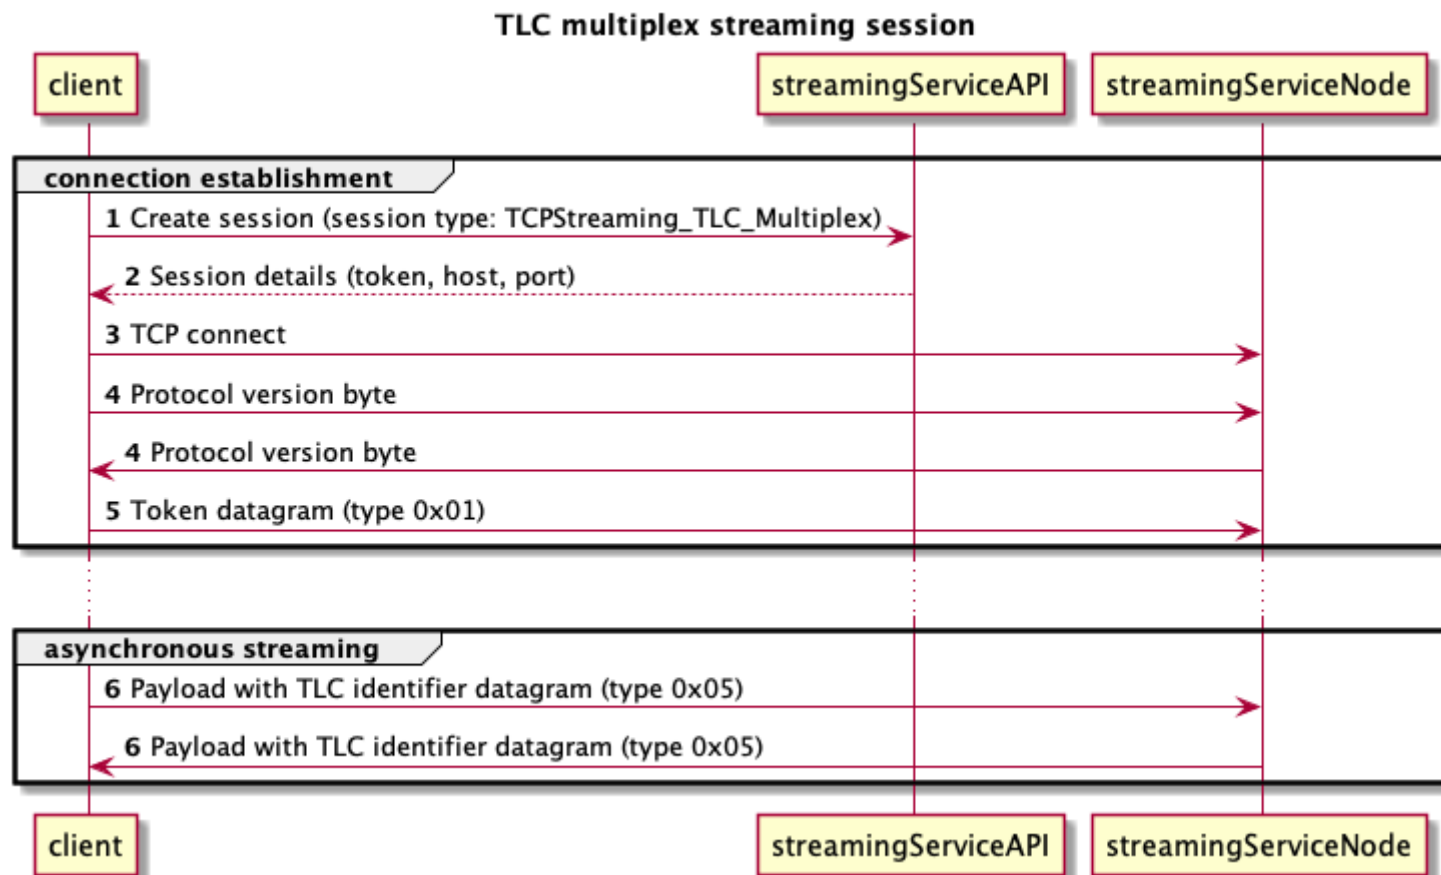 TLC multiplex streaming session
client streamingServiceAPI streamingServiceNode
connection establishment
1 Create session (session type: TCPStreaming_TLC_Multiplex)
2 Session details (token, host, port)
3 TCP connect
4 Protocol version byte
4 Protocol version byte
5 Token datagram (type 0x01)
asynchronous streaming
6 Payload with TLC identifier datagram (type 0x05)
6 Payload with TLC identifier datagram (type 0x05)
client streamingServiceAPI streamingServiceNode